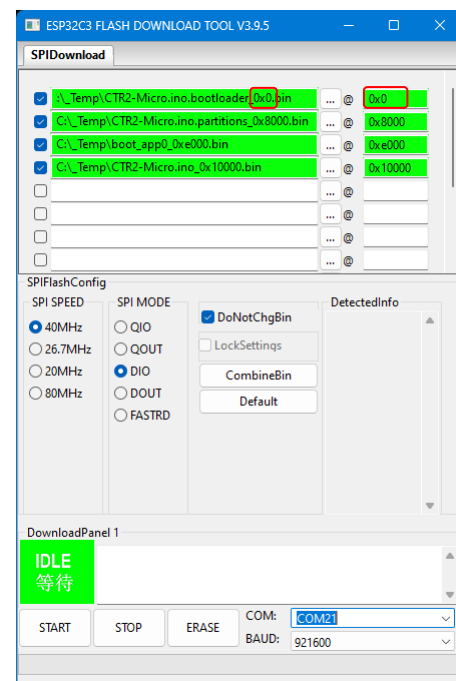 ESP32C3 FLASH DOWNLOAD TOOL V3.9.5
SPIDownload
:\_Temp\CTR2-Micro.ino.bootloader_0x0.bin ... @ 0x0
C:\_Temp\CTR2-Micro.ino.partitions_0x8000.bin ... @ 0x8000
C:\_Temp\boot_app0_0xe000.bin ... @ 0xe000
C:\_Temp\CTR2-Micro.ino_0x10000.bin ... @ 0x10000
... @
... @
... @
... @
SPIFlashConfig
SPI SPEED
40MHz
26.7MHz
20MHz
80MHz
SPI MODE
QIO
QOUT
DIO
DOUT
FASTRD
DoNotChgBin
LockSettings
CombineBin
Default
DetectedInfo
DownloadPanel 1
IDLE
等待
START STOP ERASE
COM: COM21
BAUD: 921600